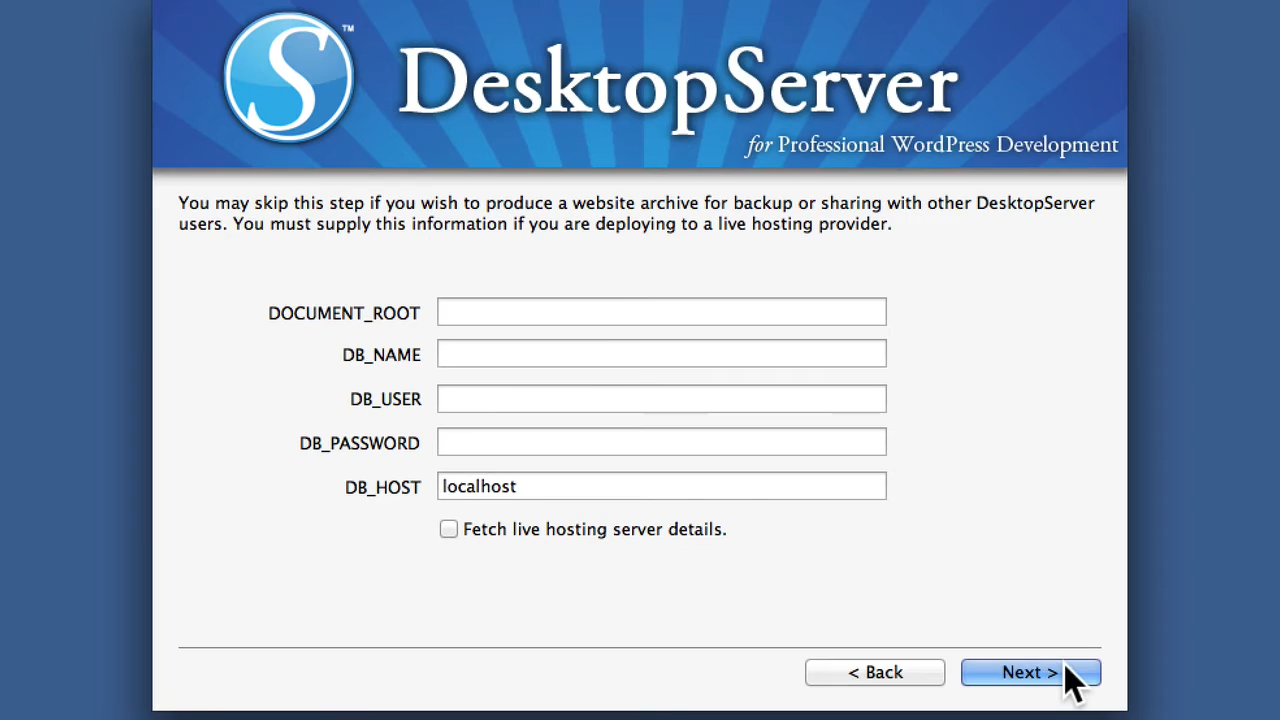 S ™
DesktopServer
for Professional WordPress Development
You may skip this step if you wish to produce a website archive for backup or sharing with other DesktopServer
users. You must supply this information if you are deploying to a live hosting provider.
DOCUMENT_ROOT
DB_NAME
DB_USER
DB_PASSWORD
DB_HOST localhost
Fetch live hosting server details.
< Back Next >